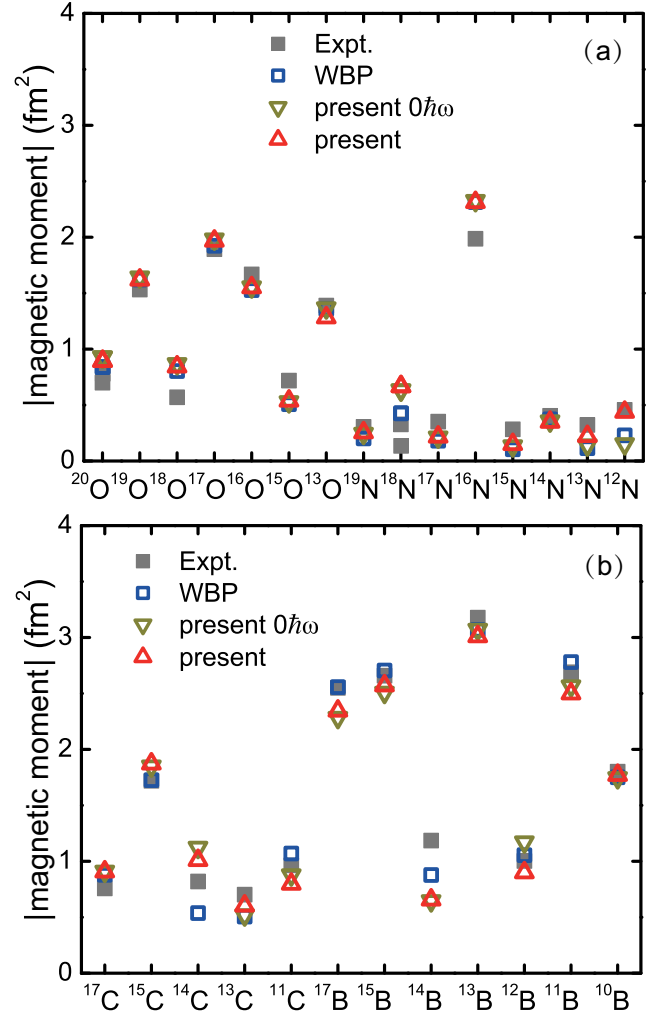 4
3
2
1
0
|magnetic moment| (fm²)
Expt.
WBP
present 0ℏω
present
(a)
²⁰O ¹⁹O ¹⁸O ¹⁷O ¹⁶O ¹⁵O ¹³O ¹⁹N ¹⁸N ¹⁷N ¹⁶N ¹⁵N ¹⁴N ¹³N ¹²N
4
3
2
1
0
|magnetic moment| (fm²)
Expt.
WBP
present 0ℏω
present
(b)
¹⁷C ¹⁵C ¹⁴C ¹³C ¹¹C ¹⁷B ¹⁵B ¹⁴B ¹³B ¹²B ¹¹B ¹⁰B